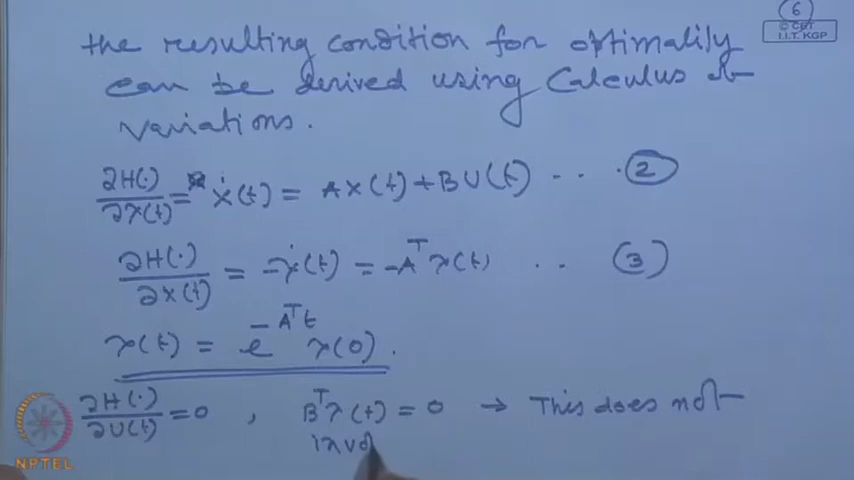 6
© CET
I.I.T. KGP
the resulting condition for optimality
can be derived using Calculus of
variations.
∂H(·)/∂λ(t) = ẋ(t) = Ax(t) + BU(t) ... ②
∂H(·)/∂x(t) = -λ̇(t) = -Aᵀλ(t) .. ③
λ(t) = e^{-Aᵀt} λ(0).
∂H(·)/∂U(t) = 0 , Bᵀλ(t) = 0 → This does not
invo
NPTEL